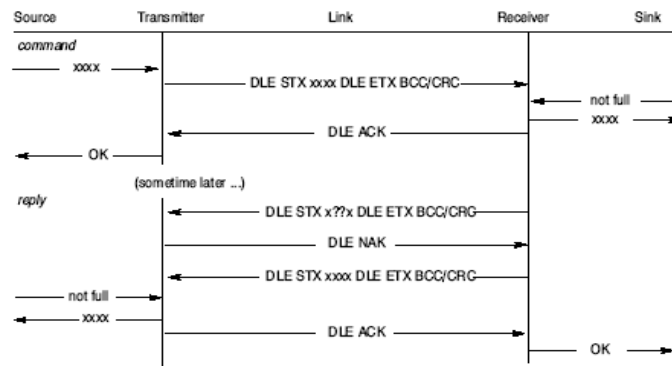 Source Transmitter Link Receiver Sink
command
xxxx
DLE STX xxxx DLE ETX BCC/CRC
not full
xxxx
DLE ACK
OK
(sometime later ...)
reply
DLE STX x??x DLE ETX BCC/CRC
DLE NAK
DLE STX xxxx DLE ETX BCC/CRC
not full
xxxx
DLE ACK
OK